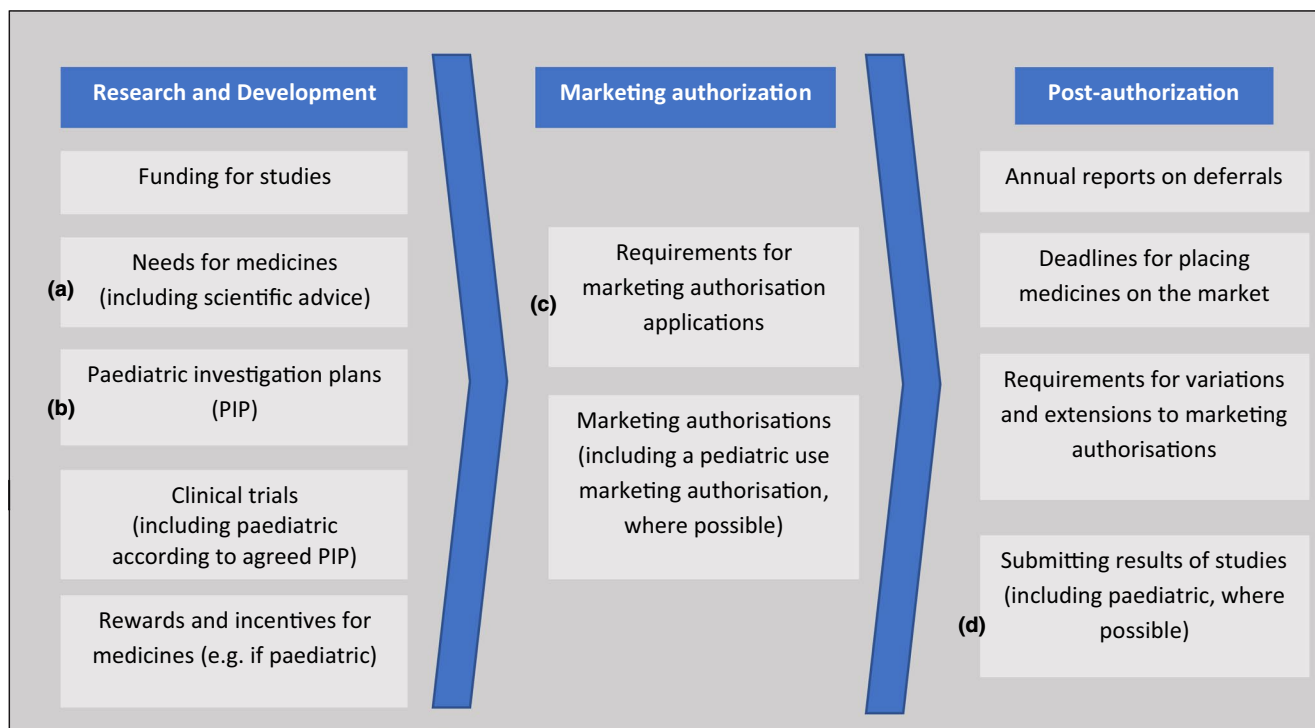 Research and Development
Funding for studies
(a)
Needs for medicines
(including scientific advice)
(b)
Paediatric investigation plans
(PIP)
Clinical trials
(including paediatric
according to agreed PIP)
Rewards and incentives for
medicines (e.g. if paediatric)
Marketing authorization
(c)
Requirements for
marketing authorisation
applications
Marketing authorisations
(including a pediatric use
marketing authorisation,
where possible)
Post-authorization
Annual reports on deferrals
Deadlines for placing
medicines on the market
Requirements for variations
and extensions to marketing
authorisations
(d)
Submitting results of studies
(including paediatric, where
possible)